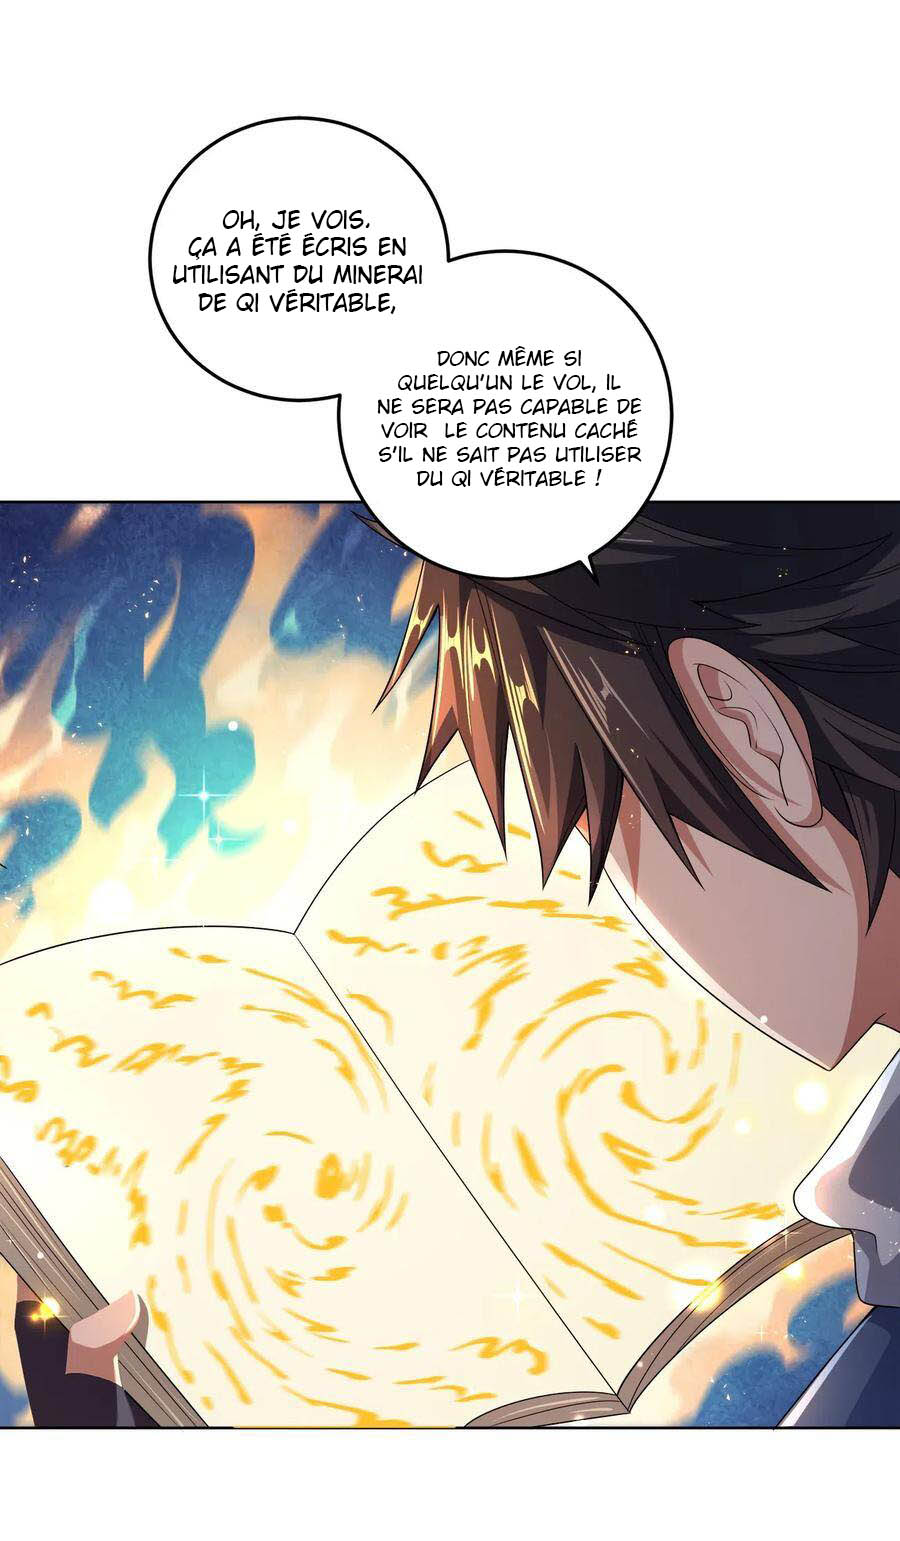 OH, JE VOIS.
ÇA A ÉTÉ ÉCRIS EN
UTILISANT DU MINERAI
DE QI VÉRITABLE,
DONC MÊME SI
QUELQU'UN LE VOL, IL
NE SERA PAS CAPABLE DE
VOIR LE CONTENU CACHÉ
S'IL NE SAIT PAS UTILISER
DU QI VÉRITABLE !